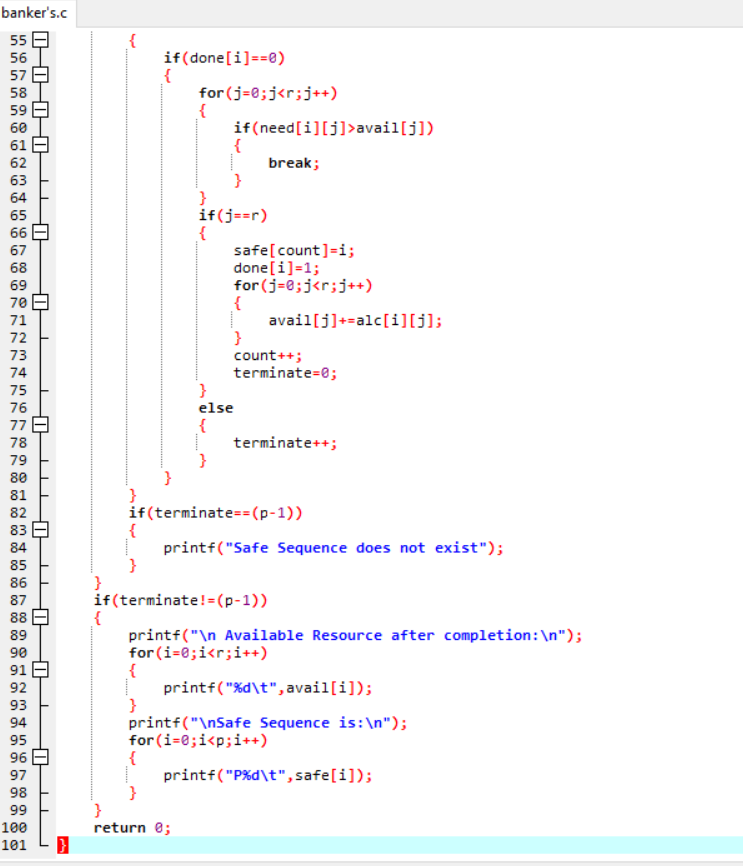 banker's.c
55 {
56 if(done[i]==0)
57 {
58 for(j=0;j<r;j++)
59 {
60 if(need[i][j]>avail[j])
61 {
62 break;
63 }
64 }
65 if(j==r)
66 {
67 safe[count]=i;
68 done[i]=1;
69 for(j=0;j<r;j++)
70 {
71 avail[j]+=alc[i][j];
72 }
73 count++;
74 terminate=0;
75 }
76 else
77 {
78 terminate++;
79 }
80 }
81 }
82 if(terminate==(p-1))
83 {
84 printf("Safe Sequence does not exist");
85 }
86 }
87 if(terminate!=(p-1))
88 {
89 printf("\n Available Resource after completion:\n");
90 for(i=0;i<r;i++)
91 {
92 printf("%d\t",avail[i]);
93 }
94 printf("\nSafe Sequence is:\n");
95 for(i=0;i<p;i++)
96 {
97 printf("P%d\t",safe[i]);
98 }
99 }
100 return 0;
101 }